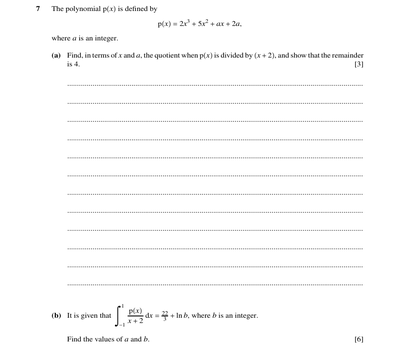 7 The polynomial p(x) is defined by
p(x) = 2x³ + 5x² + ax + 2a,
where a is an integer.
(a) Find, in terms of x and a, the quotient when p(x) is divided by (x + 2), and show that the remainder
is 4. [3]
(b) It is given that ∫₋₁¹ p(x)/(x + 2) dx = 22/3 + ln b, where b is an integer.
Find the values of a and b. [6]